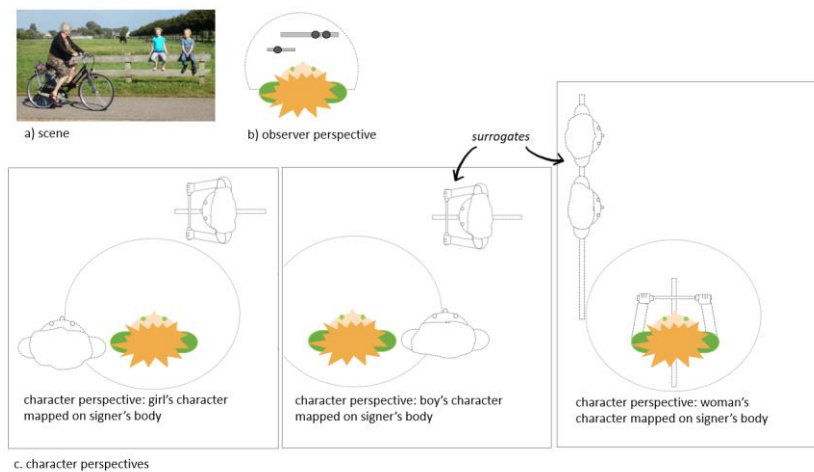 a) scene
b) observer perspective
surrogates
character perspective: girl's character
mapped on signer's body
character perspective: boy's character
mapped on signer's body
character perspective: woman's
character mapped on signer's body
c. character perspectives